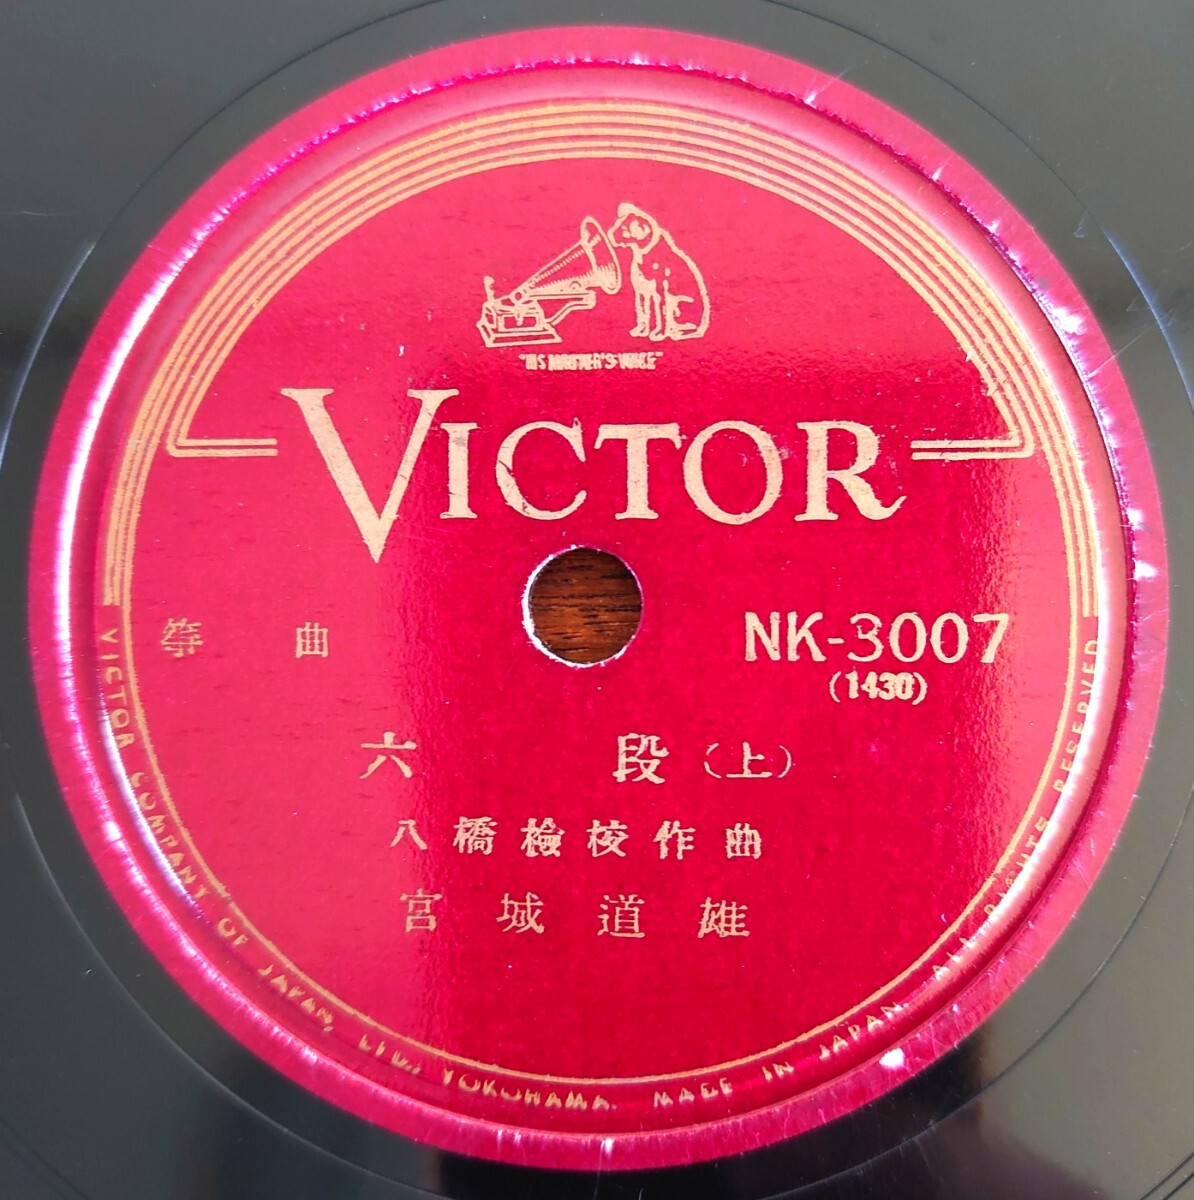 "HIS MASTER'S VOICE"
VICTOR
箏曲
NK-3007
(1430)
六段(上)
八橋檢校作曲
宮城道雄
VICTOR COMPANY OF JAPAN, LTD. YOKOHAMA. MADE IN JAPAN. ALL RIGHTS RESERVED